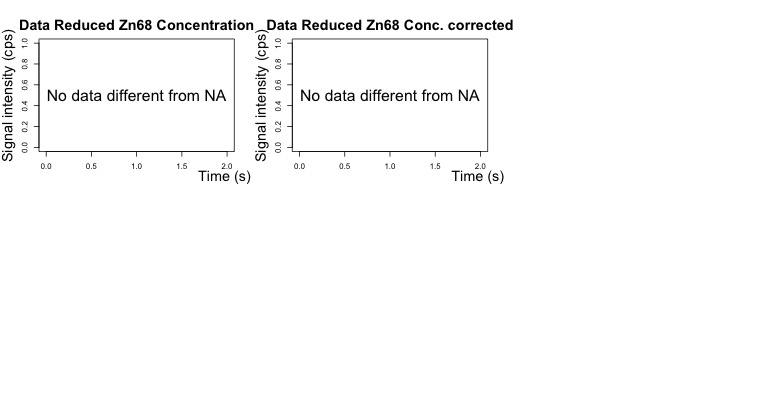 Data Reduced Zn68 Concentration
Signal intensity (cps)
1.0
0.8
0.6
0.4
0.2
0.0
No data different from NA
0.0 0.5 1.0 1.5 2.0
Time (s)
Data Reduced Zn68 Conc. corrected
Signal intensity (cps)
1.0
0.8
0.6
0.4
0.2
0.0
No data different from NA
0.0 0.5 1.0 1.5 2.0
Time (s)